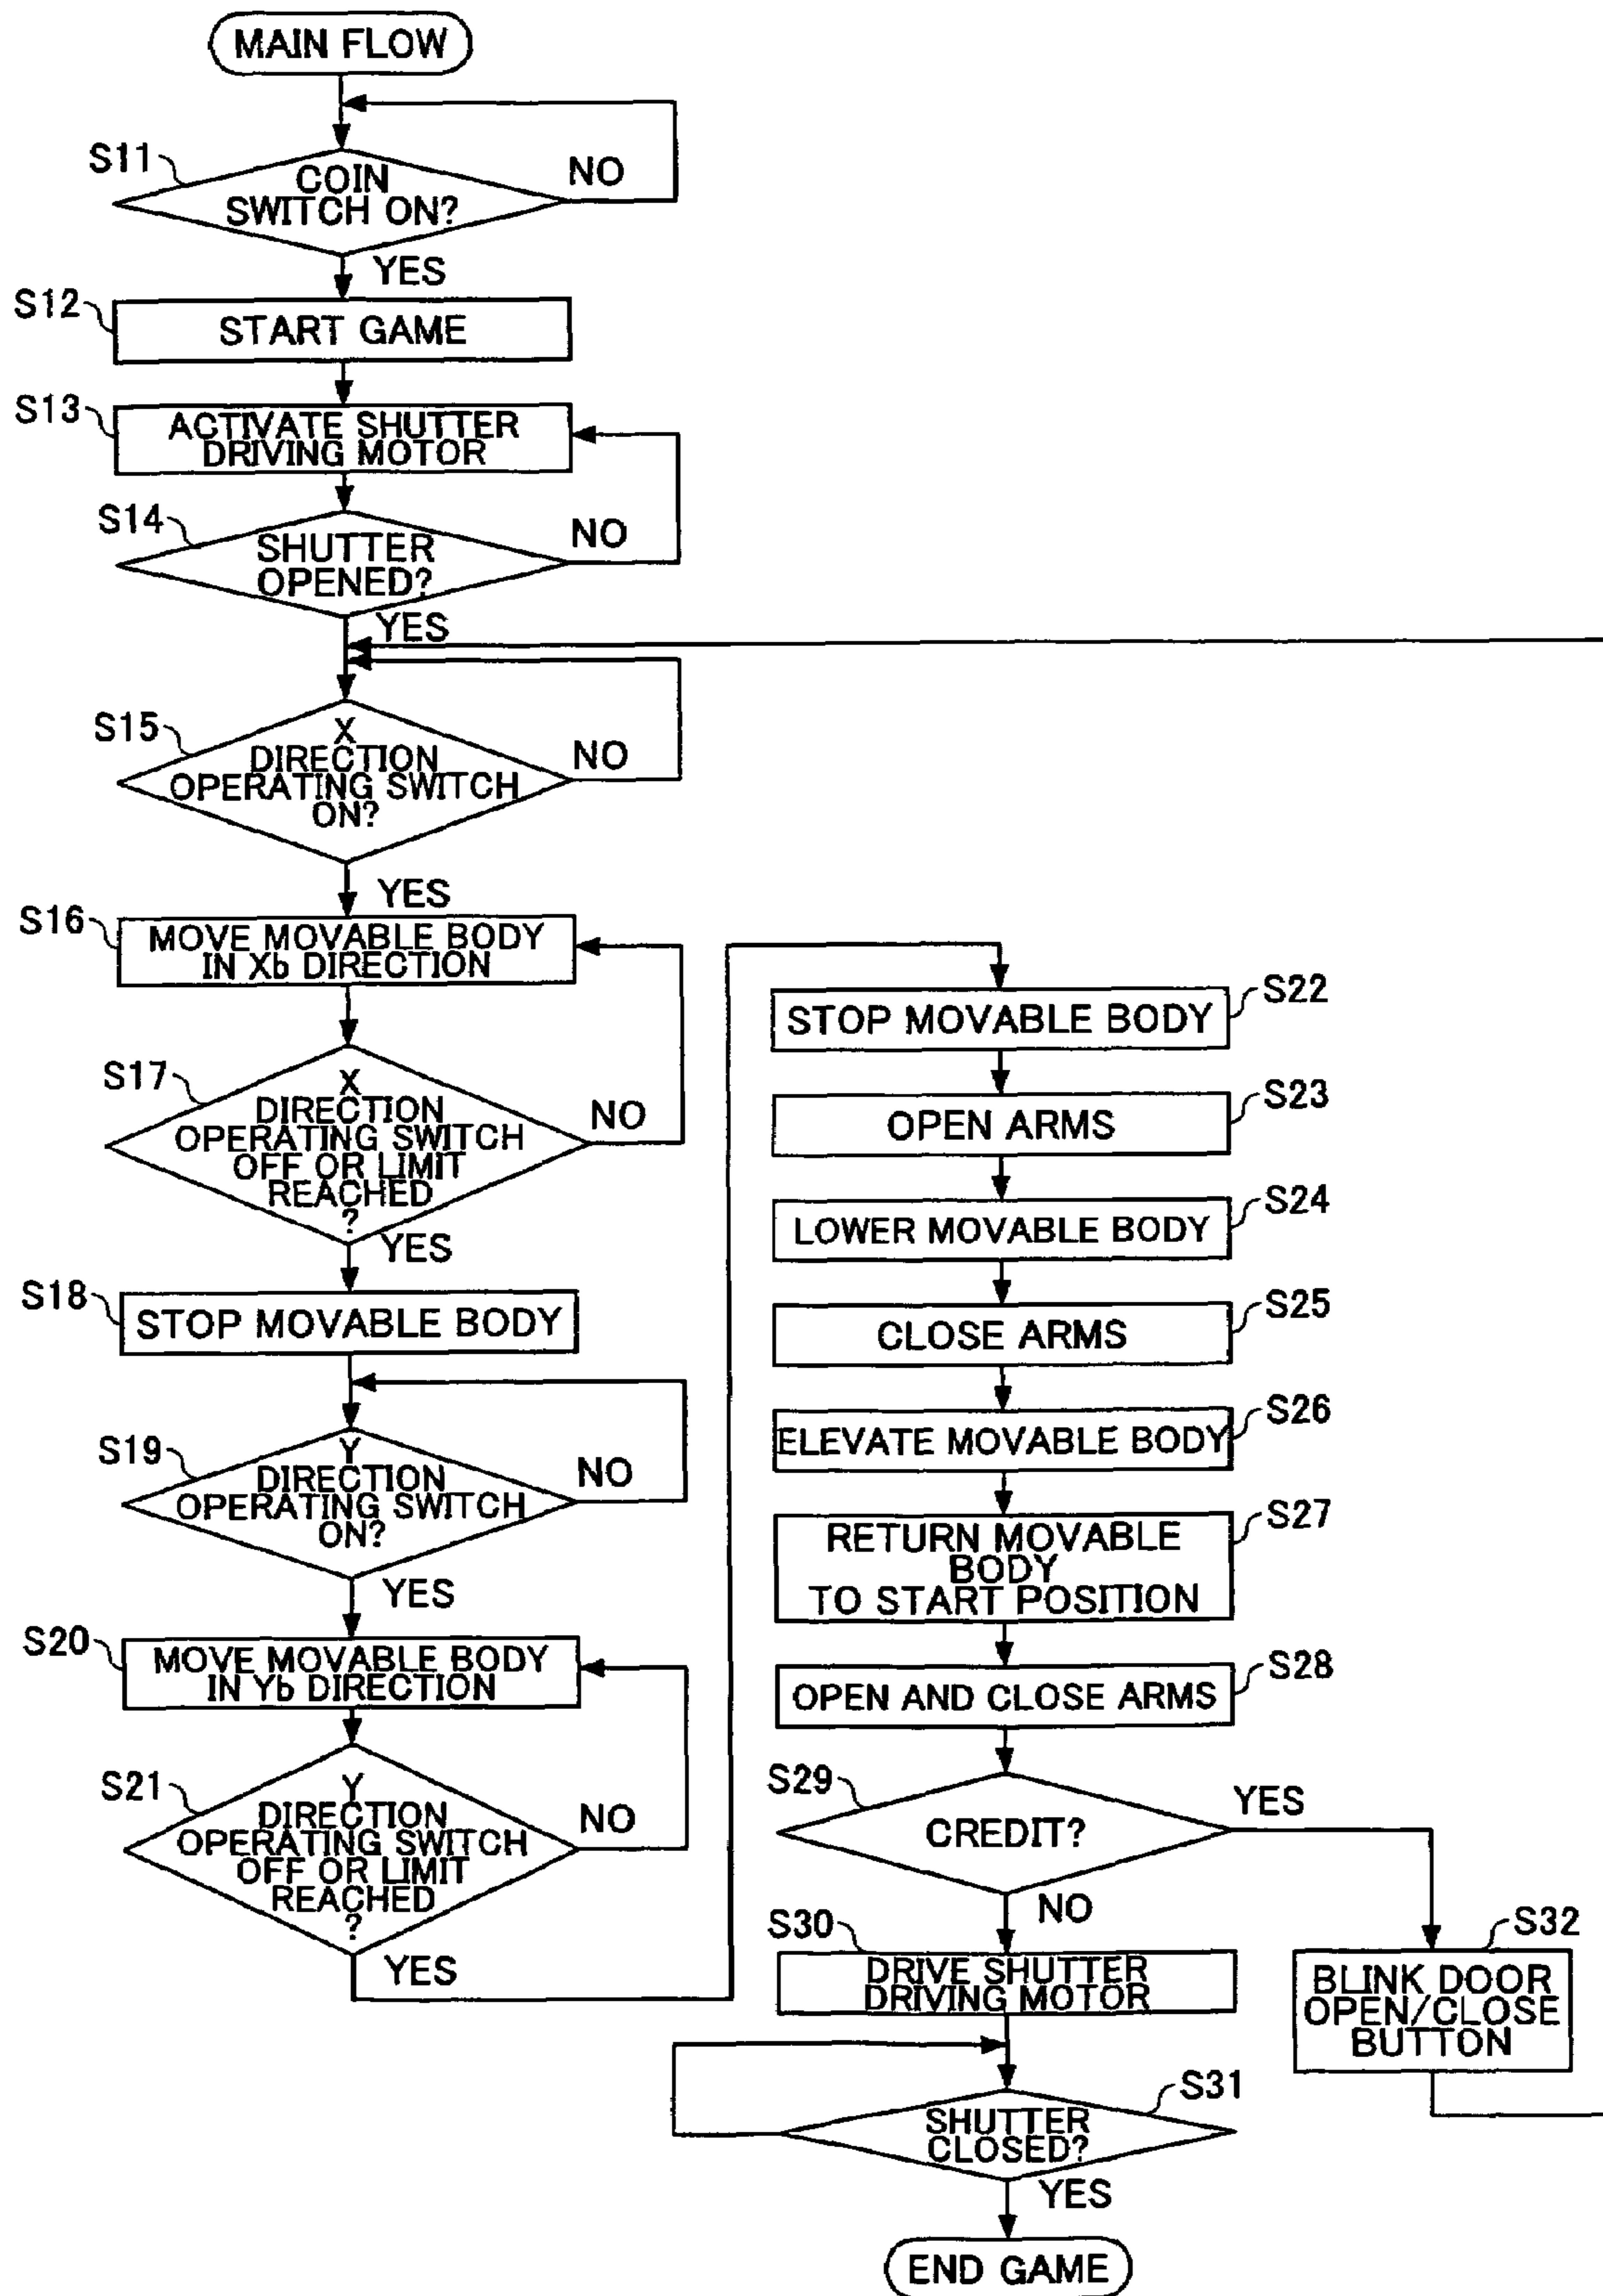 MAIN FLOW
S11
COIN
SWITCH ON?
NO
YES
S12
START GAME
S13
ACTIVATE SHUTTER
DRIVING MOTOR
S14
SHUTTER
OPENED?
NO
YES
S15
X
DIRECTION
OPERATING SWITCH
ON?
NO
YES
S16
MOVE MOVABLE BODY
IN Xb DIRECTION
S17
X
DIRECTION
OPERATING SWITCH
OFF OR LIMIT
REACHED
?
NO
YES
S18
STOP MOVABLE BODY
S19
Y
DIRECTION
OPERATING SWITCH
ON?
NO
YES
S20
MOVE MOVABLE BODY
IN Yb DIRECTION
S21
Y
DIRECTION
OPERATING SWITCH
OFF OR LIMIT
REACHED
?
NO
YES
S22
STOP MOVABLE BODY
S23
OPEN ARMS
S24
LOWER MOVABLE BODY
S25
CLOSE ARMS
S26
ELEVATE MOVABLE BODY
S27
RETURN MOVABLE
BODY
TO START POSITION
S28
OPEN AND CLOSE ARMS
S29
CREDIT?
YES
NO
S30
DRIVE SHUTTER
DRIVING MOTOR
S32
BLINK DOOR
OPEN/CLOSE
BUTTON
S31
SHUTTER
CLOSED?
YES
END GAME